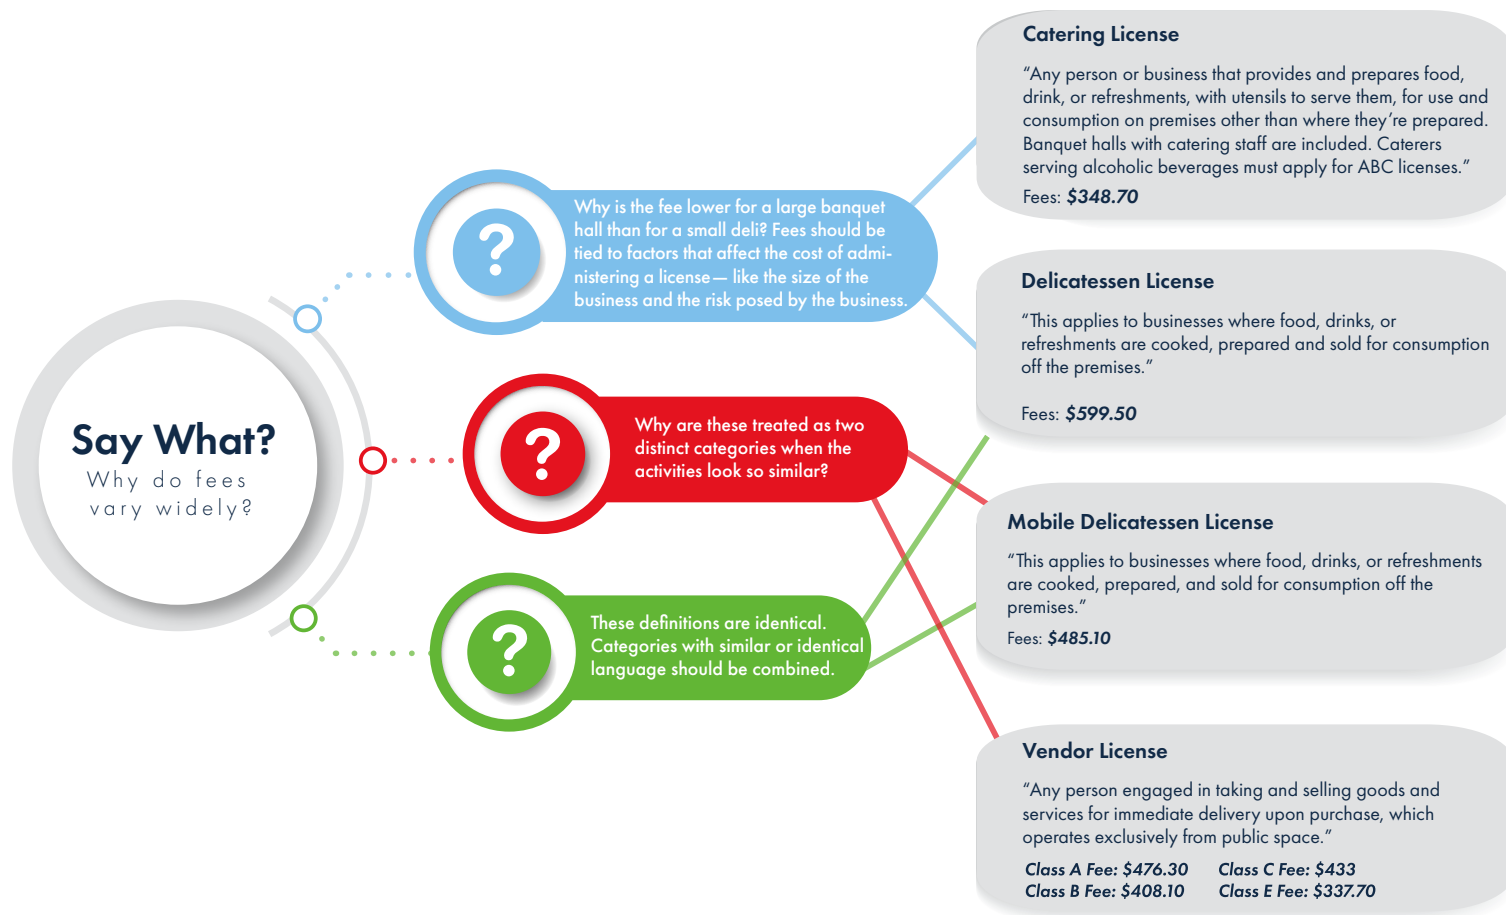 Say What?
Why do fees
vary widely?
?
Why is the fee lower for a large banquet
hall than for a small deli? Fees should be
tied to factors that affect the cost of admi-
nistering a license— like the size of the
business and the risk posed by the business.
?
Why are these treated as two
distinct categories when the
activities look so similar?
?
These definitions are identical.
Categories with similar or identical
language should be combined.
Catering License
“Any person or business that provides and prepares food,
drink, or refreshments, with utensils to serve them, for use and
consumption on premises other than where they’re prepared.
Banquet halls with catering staff are included. Caterers
serving alcoholic beverages must apply for ABC licenses.”
Fees: $348.70
Delicatessen License
“This applies to businesses where food, drinks, or
refreshments are cooked, prepared and sold for consumption
off the premises.”
Fees: $599.50
Mobile Delicatessen License
“This applies to businesses where food, drinks, or refreshments
are cooked, prepared, and sold for consumption off the
premises.”
Fees: $485.10
Vendor License
“Any person engaged in taking and selling goods and
services for immediate delivery upon purchase, which
operates exclusively from public space.”
Class A Fee: $476.30 Class C Fee: $433
Class B Fee: $408.10 Class E Fee: $337.70